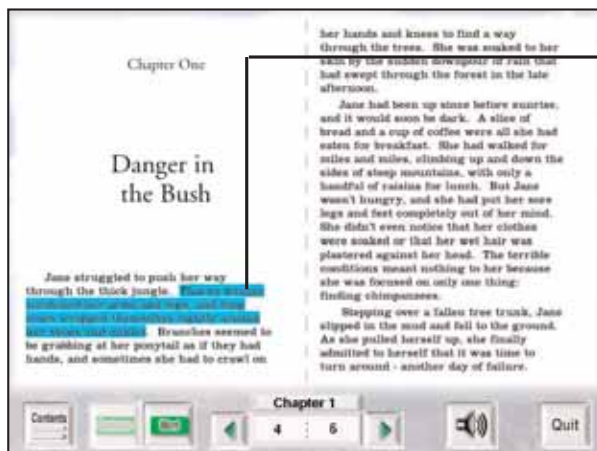 Chapter One
Danger in
the Bush
Jane struggled to push her way
through the thick jungle.
Branches seemed to
be grabbing at her ponytail as if they had
hands, and sometimes she had to crawl on
her hands and knees to find a way
through the trees. She was soaked to her
skin by the sudden downpour of rain that
had swept through the forest in the late
afternoon.
Jane had been up since before sunrise,
and it would soon be dark. A slice of
bread and a cup of coffee were all she had
eaten for breakfast. She had walked for
miles and miles, climbing up and down the
sides of steep mountains, with only a
handful of raisins for lunch. But Jane
wasn't hungry, and she had put her sore
legs and feet completely out of her mind.
She didn't even notice that her clothes
were soaked or that her wet hair was
plastered against her head. The terrible
conditions meant nothing to her because
she was focused on only one thing:
finding chimpanzees.
Stepping over a fallen tree trunk, Jane
slipped in the mud and fell to the ground.
As she pulled herself up, she finally
admitted to herself that it was time to
turn around - another day of failure.
Contents
Chapter 1
4 : 5
Quit